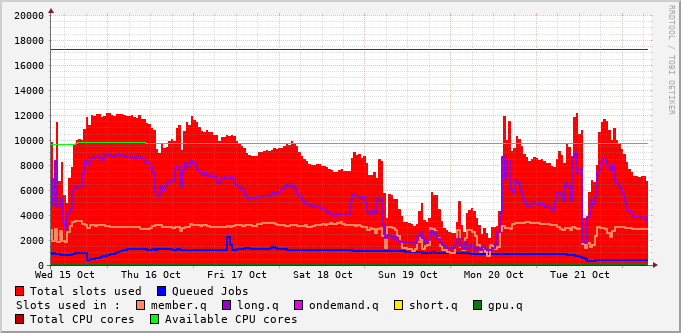 20000
18000
16000
14000
12000
10000
8000
6000
4000
2000
0
Wed 15 Oct Thu 16 Oct Fri 17 Oct Sat 18 Oct Sun 19 Oct Mon 20 Oct Tue 21 Oct
Total slots used Queued Jobs
Slots used in : member.q long.q ondemand.q short.q gpu.q
Total CPU cores Available CPU cores
RRDTOOL / TOBI OETIKER